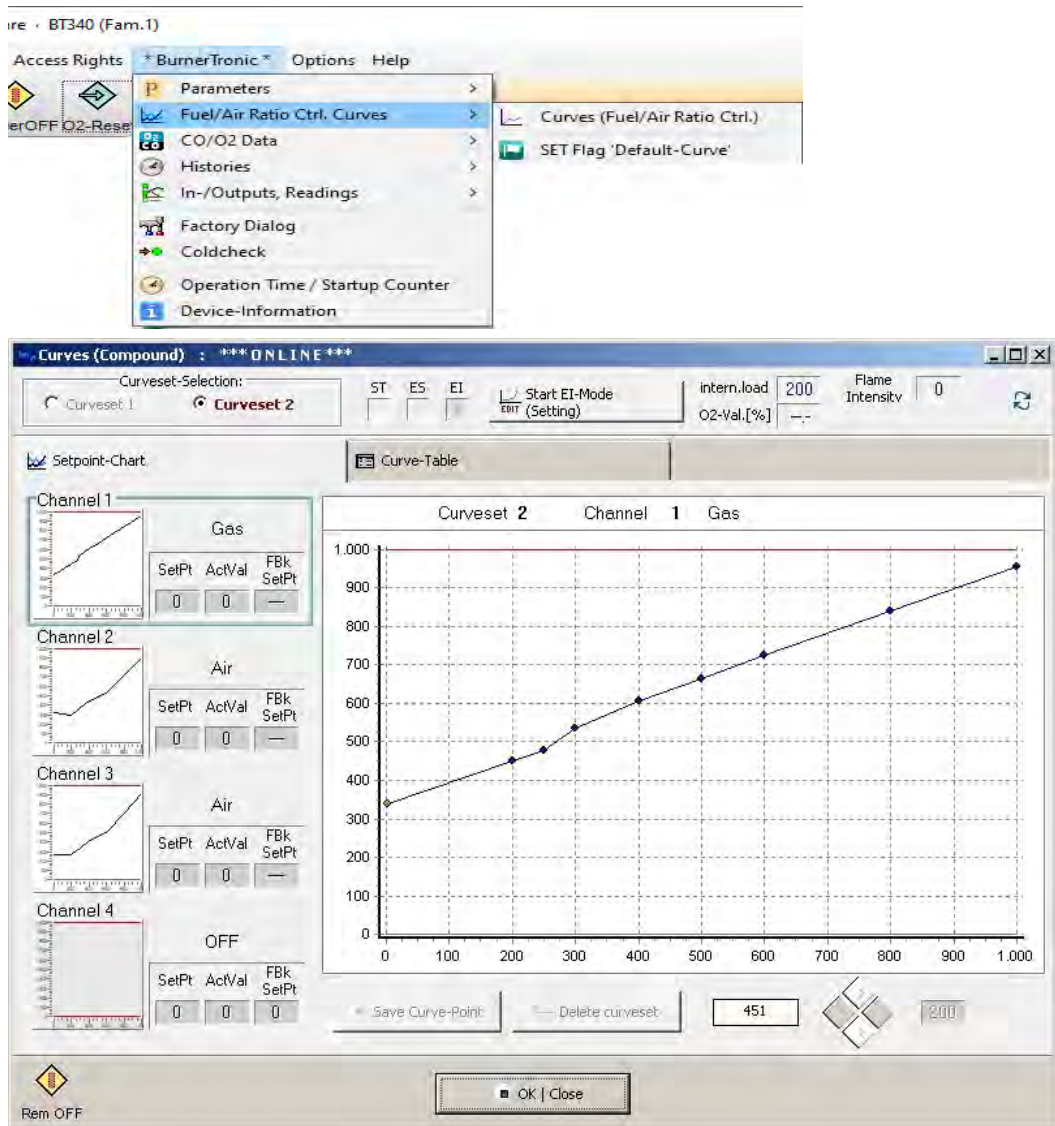 re · BT340 (Fam.1)
Access Rights * BurnerTronic * Options Help
erOFF O2-Rese
Parameters
Fuel/Air Ratio Ctrl. Curves
CO/O2 Data
Histories
In-/Outputs, Readings
Factory Dialog
Coldcheck
Operation Time / Startup Counter
Device-Information
Curves (Fuel/Air Ratio Ctrl.)
SET Flag 'Default-Curve'
Curves (Compound) : ***ONLINE***
Curveset-Selection:
Curveset 1 Curveset 2
ST ES EI
EDIT
Start EI-Mode
(Setting)
intern.load 200
O2-Val.[%] --.-
Flame
Intensity 0
Setpoint-Chart
Curve-Table
Channel 1
Gas
SetPt ActVal FBk
SetPt
0 0 ---
Channel 2
Air
SetPt ActVal FBk
SetPt
0 0 ---
Channel 3
Air
SetPt ActVal FBk
SetPt
0 0 ---
Channel 4
OFF
SetPt ActVal FBk
SetPt
0 0 0
Curveset 2 Channel 1 Gas
1.000
900
800
700
600
500
400
300
200
100
0
0 100 200 300 400 500 600 700 800 900 1.000
Save Curve-Point
Delete curveset
451
200
Rem OFF
OK | Close